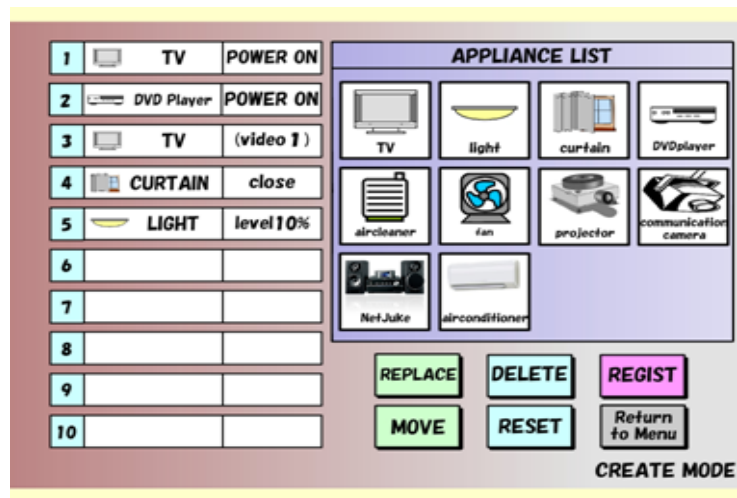 1 TV POWER ON
2 DVD Player POWER ON
3 TV (video 1)
4 CURTAIN close
5 LIGHT level10%
6
7
8
9
10
APPLIANCE LIST
TV light curtain DVDplayer
aircleaner fan projector communication
camera
NetJuke airconditioner
REPLACE DELETE REGIST
MOVE RESET Return
to Menu
CREATE MODE